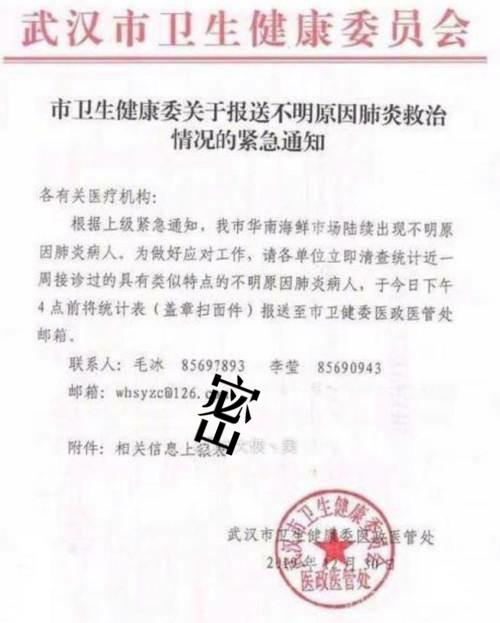 武汉市卫生健康委员会
市卫生健康委关于报送不明原因肺炎救治
情况的紧急通知
各有关医疗机构:
根据上级紧急通知,我市华南海鲜市场陆续出现不明原
因肺炎病人。为做好应对工作,请各单位立即清查统计近一
周接诊过的具有类似特点的不明原因肺炎病人,于今日下午
4点前将统计表(盖章扫面件)报送至市卫健委医政医管处
邮箱。
联系人:毛冰 85697893 李莹 85690943
邮箱:whsyzc@126.c
密
附件:相关信息上报表
武汉市卫生健康委医政医管处
2019年12月30日
武汉市卫生健康委员会
医政医管处